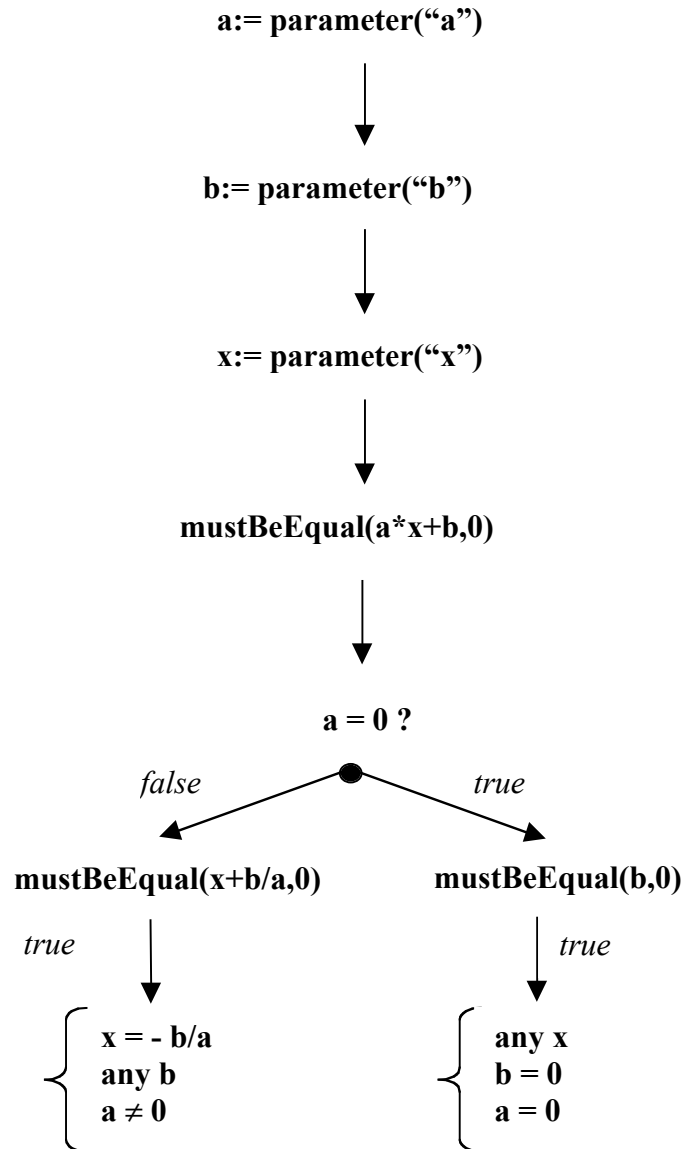 a:= parameter(“a”)
b:= parameter(“b”)
x:= parameter(“x”)
mustBeEqual(a*x+b,0)
a = 0 ?
false
true
mustBeEqual(x+b/a,0)
mustBeEqual(b,0)
true
true
x = - b/a
any b
a ≠ 0
any x
b = 0
a = 0